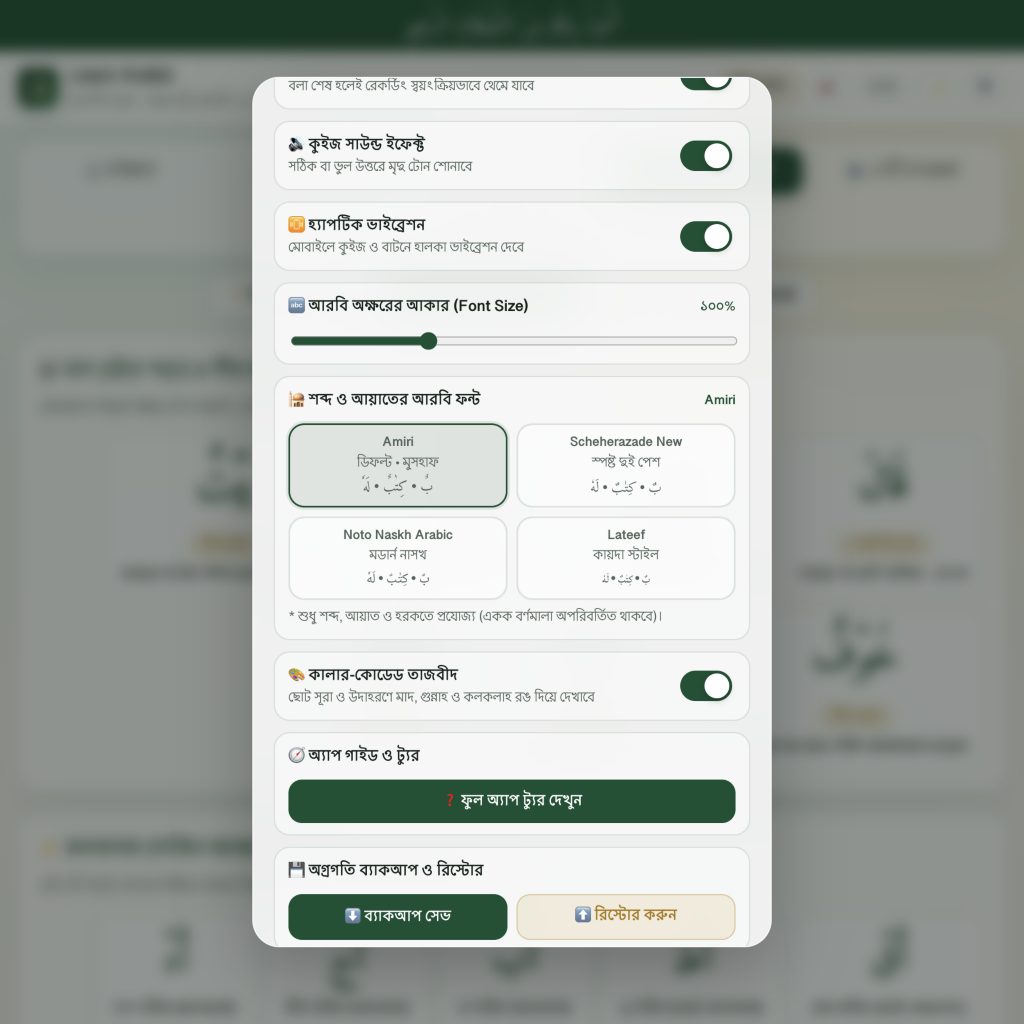 বলা শেষ হলেই রেকর্ডিং স্বয়ংক্রিয়ভাবে থেমে যাবে
🔊 কুইজ সাউন্ড ইফেক্ট
সঠিক বা ভুল উত্তরে মৃদু টোন শোনাবে
📳 হ্যাপটিক ভাইব্রেশন
মোবাইলে কুইজ ও বাটনে হালকা ভাইব্রেশন দেবে
🔤 আরবি অক্ষরের আকার (Font Size) ১০০%
🕌 শব্দ ও আয়াতের আরবি ফন্ট Amiri
Amiri
ডিফল্ট • মুসহাফ
بٌ • كِتٰبٌ • لَهٗ
Scheherazade New
স্পষ্ট দুই পেশ
بٌ • كِتٰبٌ • لَهٗ
Noto Naskh Arabic
মডার্ন নাসখ
بٌ • كِتٰبٌ • لَهٗ
Lateef
কায়দা স্টাইল
بٌ • كِتٰبٌ • لَهٗ
* শুধু শব্দ, আয়াত ও হরকতে প্রযোজ্য (একক বর্ণমালা অপরিবর্তিত থাকবে)।
🎨 কালার-কোডেড তাজবীদ
ছোট সূরা ও উদাহরণে মাদ, গুন্নাহ ও কলকলাহ রঙ দিয়ে দেখাবে
🧭 অ্যাপ গাইড ও ট্যুর
❓ ফুল অ্যাপ ট্যুর দেখুন
💾 অগ্রগতি ব্যাকআপ ও রিস্টোর
⬇️ ব্যাকআপ সেভ
⬆️ রিস্টোর করুন